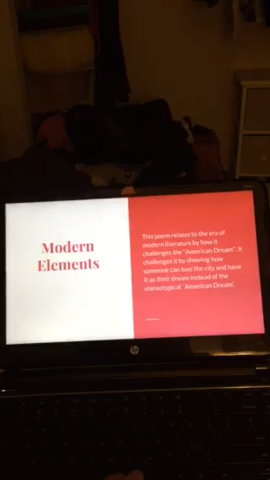 Modern
Elements
This poem relates to the era of
modern literature by how it
challenges the "American Dream". It
challenges it by showing how
someone can love the city and have
it as their dream instead of the
stereotypical "American Dream".
hp